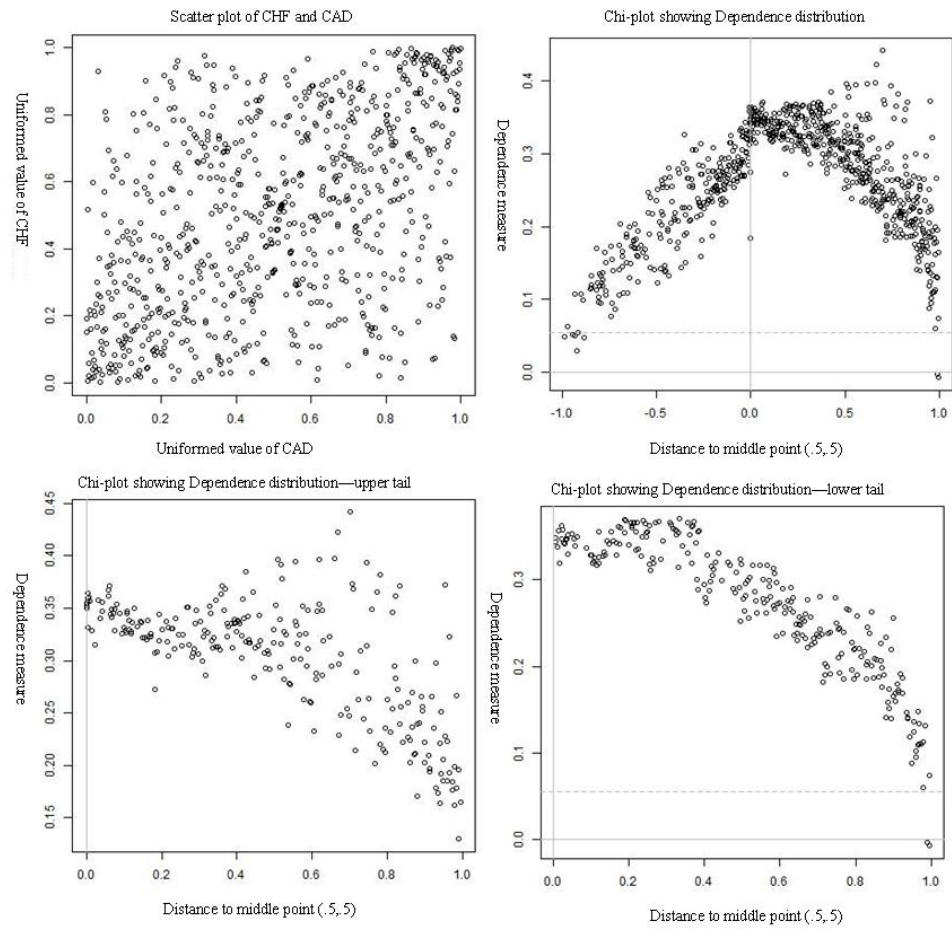 Scatter plot of CHF and CAD
Uniformed value of CHF
1.0
0.8
0.6
0.4
0.2
0.0
0.0 0.2 0.4 0.6 0.8 1.0
Uniformed value of CAD
Chi-plot showing Dependence distribution
Dependence measure
0.4
0.3
0.2
0.1
0.0
-1.0 -0.5 0.0 0.5 1.0
Distance to middle point (.5,.5)
Chi-plot showing Dependence distribution—upper tail
Dependence measure
0.45
0.40
0.35
0.30
0.25
0.20
0.15
0.0 0.2 0.4 0.6 0.8 1.0
Distance to middle point (.5,.5)
Chi-plot showing Dependence distribution—lower tail
Dependence measure
0.3
0.2
0.1
0.0
0.0 0.2 0.4 0.6 0.8 1.0
Distance to middle point (.5,.5)